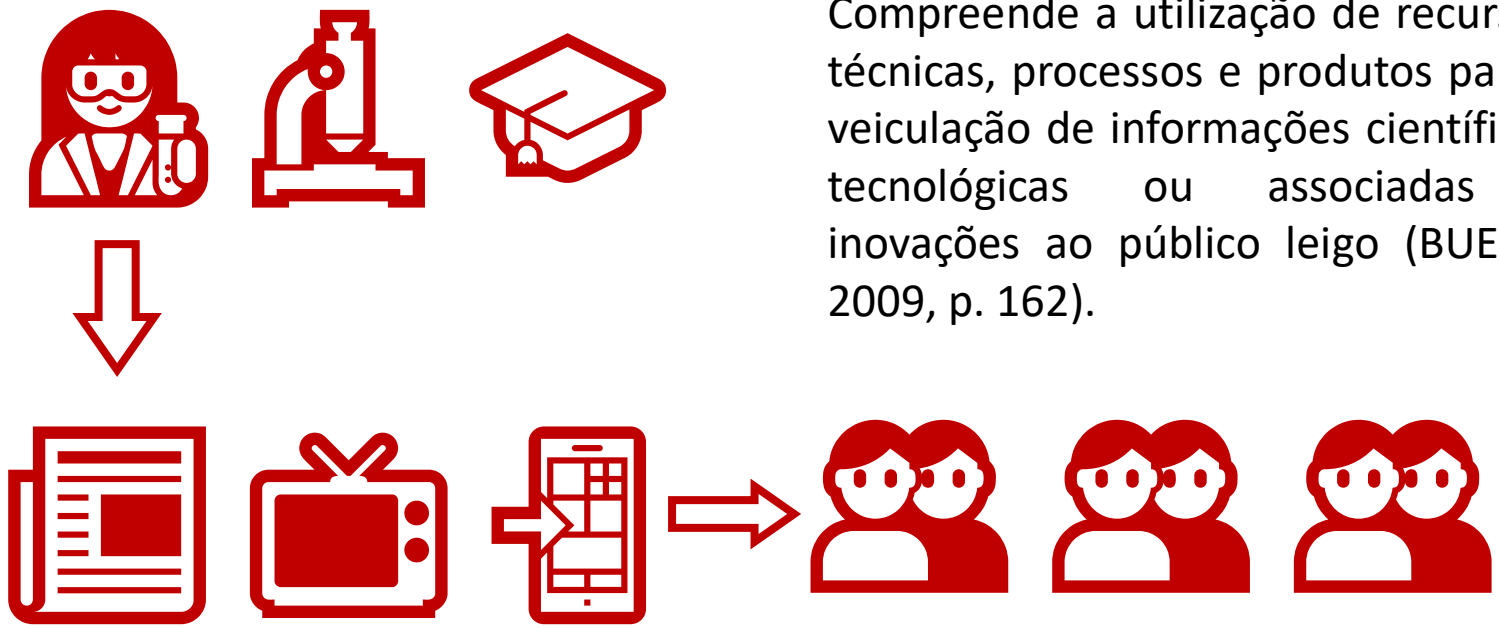 Compreende a utilização de recur
técnicas, processos e produtos pa
veiculação de informações científi
tecnológicas ou associadas
inovações ao público leigo (BUE
2009, p. 162).